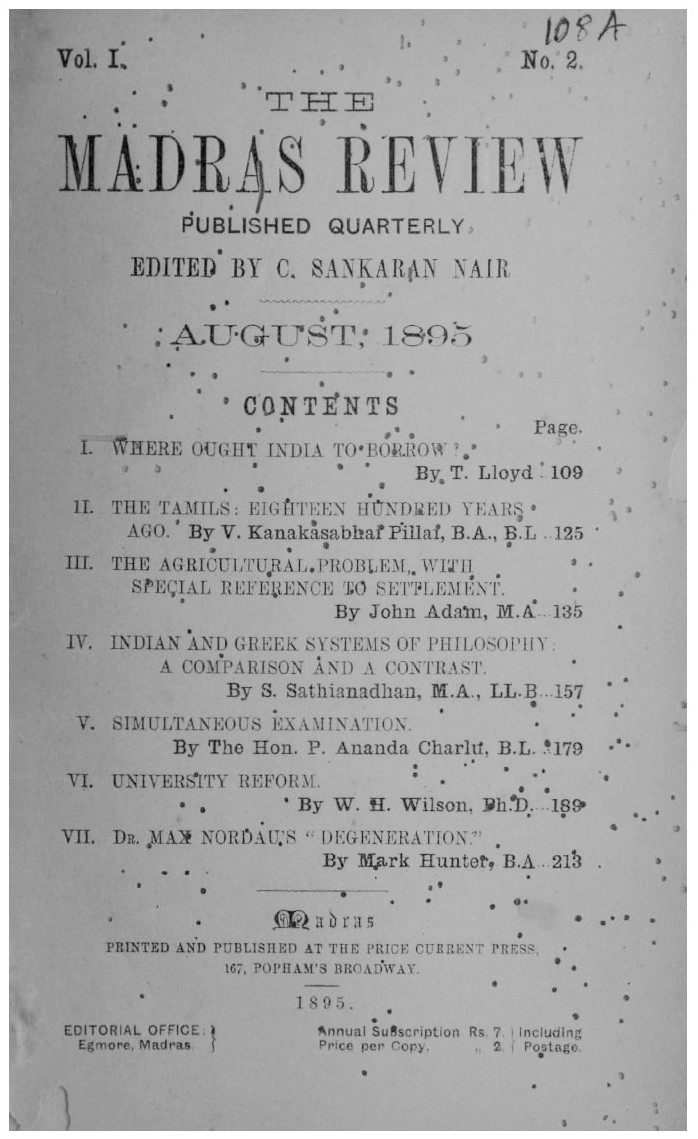 108A
Vol. I. No. 2.
THE
MADRAS REVIEW
PUBLISHED QUARTERLY
EDITED BY C. SANKARAN NAIR
AUGUST, 1895
CONTENTS
Page.
I. WHERE OUGHT INDIA TO BORROW?
By T. Lloyd 109
II. THE TAMILS: EIGHTEEN HUNDRED YEARS
AGO. By V. Kanakasabhai Pillai, B.A., B.L ..125
III. THE AGRICULTURAL PROBLEM, WITH
SPECIAL REFERENCE TO SETTLEMENT.
By John Adam, M.A...135
IV. INDIAN AND GREEK SYSTEMS OF PHILOSOPHY:
A COMPARISON AND A CONTRAST.
By S. Sathianadhan, M.A., LL.B...157
V. SIMULTANEOUS EXAMINATION.
By The Hon. P. Ananda Charlu, B.L. 179
VI. UNIVERSITY REFORM.
By W. H. Wilson, Ph.D...189
VII. DR. MAX NORDAU'S "DEGENERATION."
By Mark Hunter, B.A..213
Madras
PRINTED AND PUBLISHED AT THE PRICE CURRENT PRESS,
167, POPHAM'S BROADWAY.
1895.
EDITORIAL OFFICE: } Annual Subscription Rs. 7. } Including
Egmore, Madras. } Price per Copy. ,, 2. } Postage.